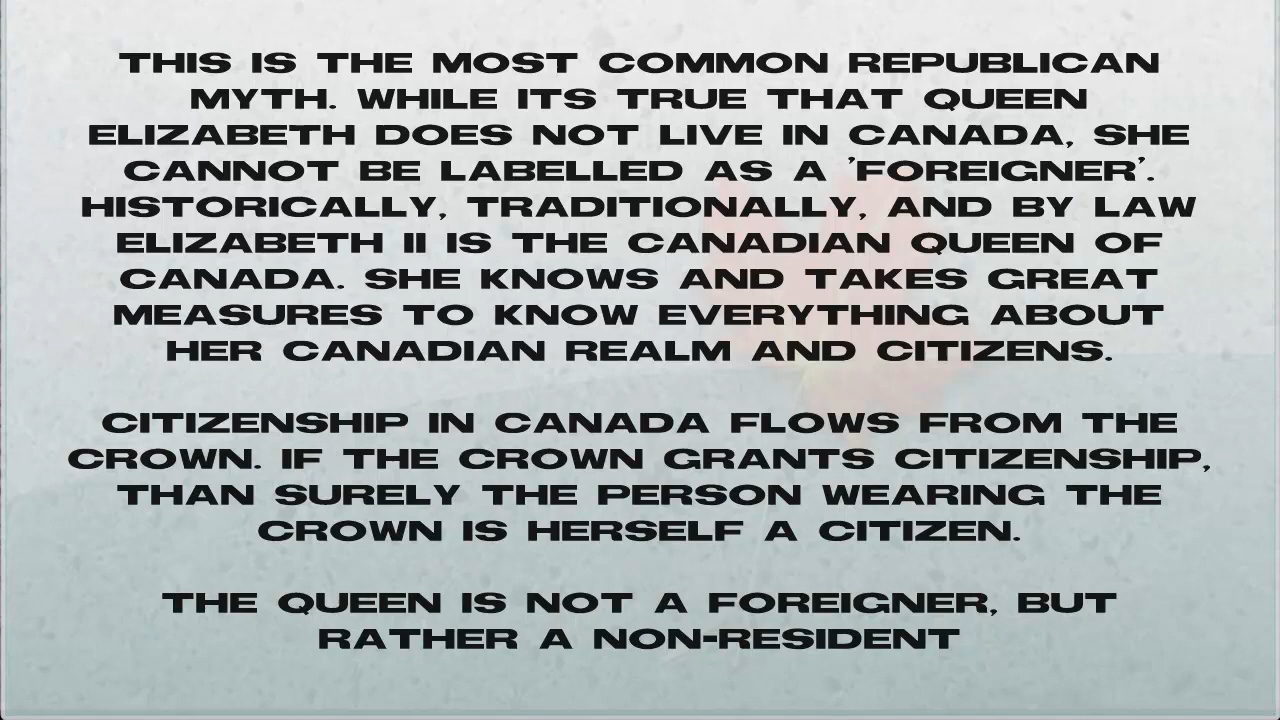 THIS IS THE MOST COMMON REPUBLICAN
MYTH. WHILE ITS TRUE THAT QUEEN
ELIZABETH DOES NOT LIVE IN CANADA, SHE
CANNOT BE LABELLED AS A 'FOREIGNER'.
HISTORICALLY, TRADITIONALLY, AND BY LAW
ELIZABETH II IS THE CANADIAN QUEEN OF
CANADA. SHE KNOWS AND TAKES GREAT
MEASURES TO KNOW EVERYTHING ABOUT
HER CANADIAN REALM AND CITIZENS.
CITIZENSHIP IN CANADA FLOWS FROM THE
CROWN. IF THE CROWN GRANTS CITIZENSHIP,
THAN SURELY THE PERSON WEARING THE
CROWN IS HERSELF A CITIZEN.
THE QUEEN IS NOT A FOREIGNER, BUT
RATHER A NON-RESIDENT